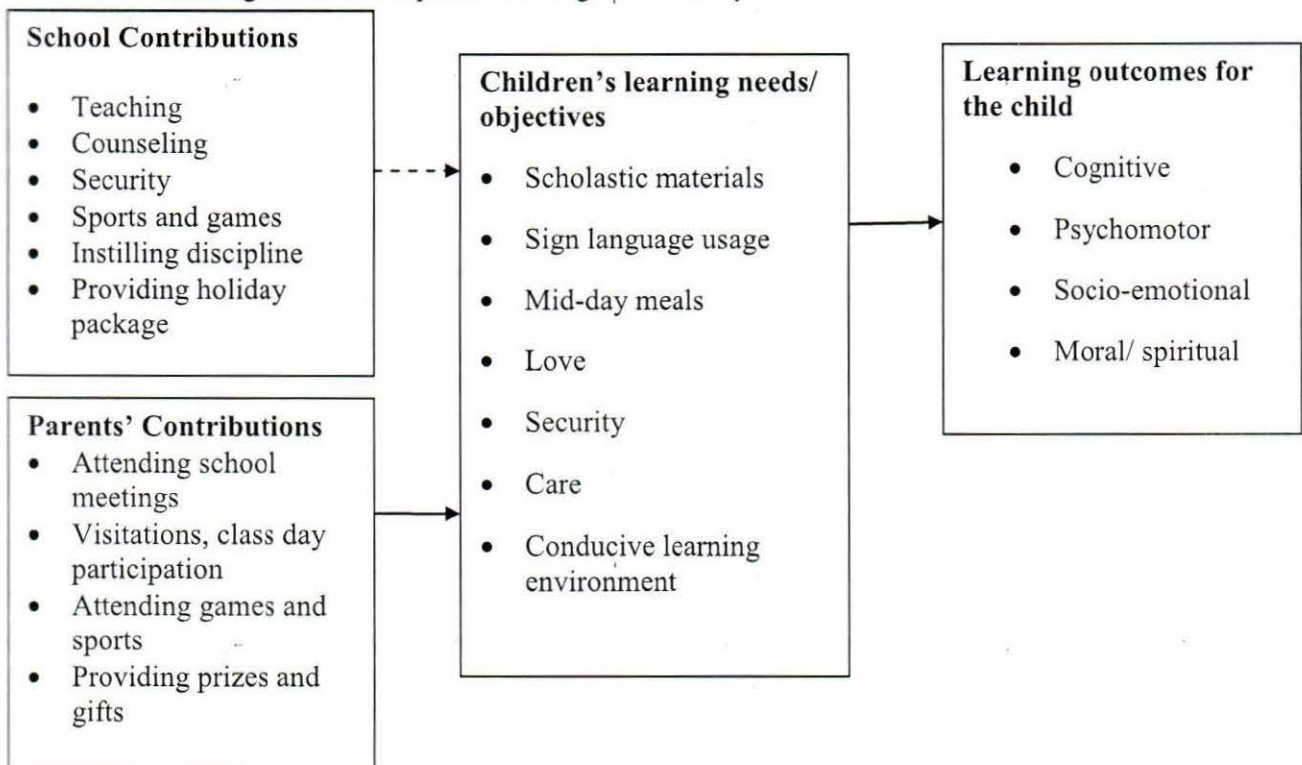 School Contributions
• Teaching
• Counseling
• Security
• Sports and games
• Instilling discipline
• Providing holiday
package
Parents' Contributions
• Attending school
meetings
• Visitations, class day
participation
• Attending games and
sports
• Providing prizes and
gifts
Children's learning needs/
objectives
• Scholastic materials
• Sign language usage
• Mid-day meals
• Love
• Security
• Care
• Conducive learning
environment
Learning outcomes for
the child
• Cognitive
• Psychomotor
• Socio-emotional
• Moral/ spiritual